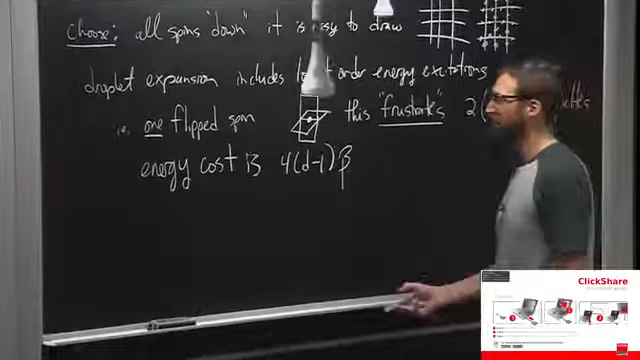 Choose: all spins "down" it is easy to draw
droplet expansion includes order energy excitations
i.e. one flipped spin this "frustrates" 2(
energy cost is 4(d-1)β
ClickShare